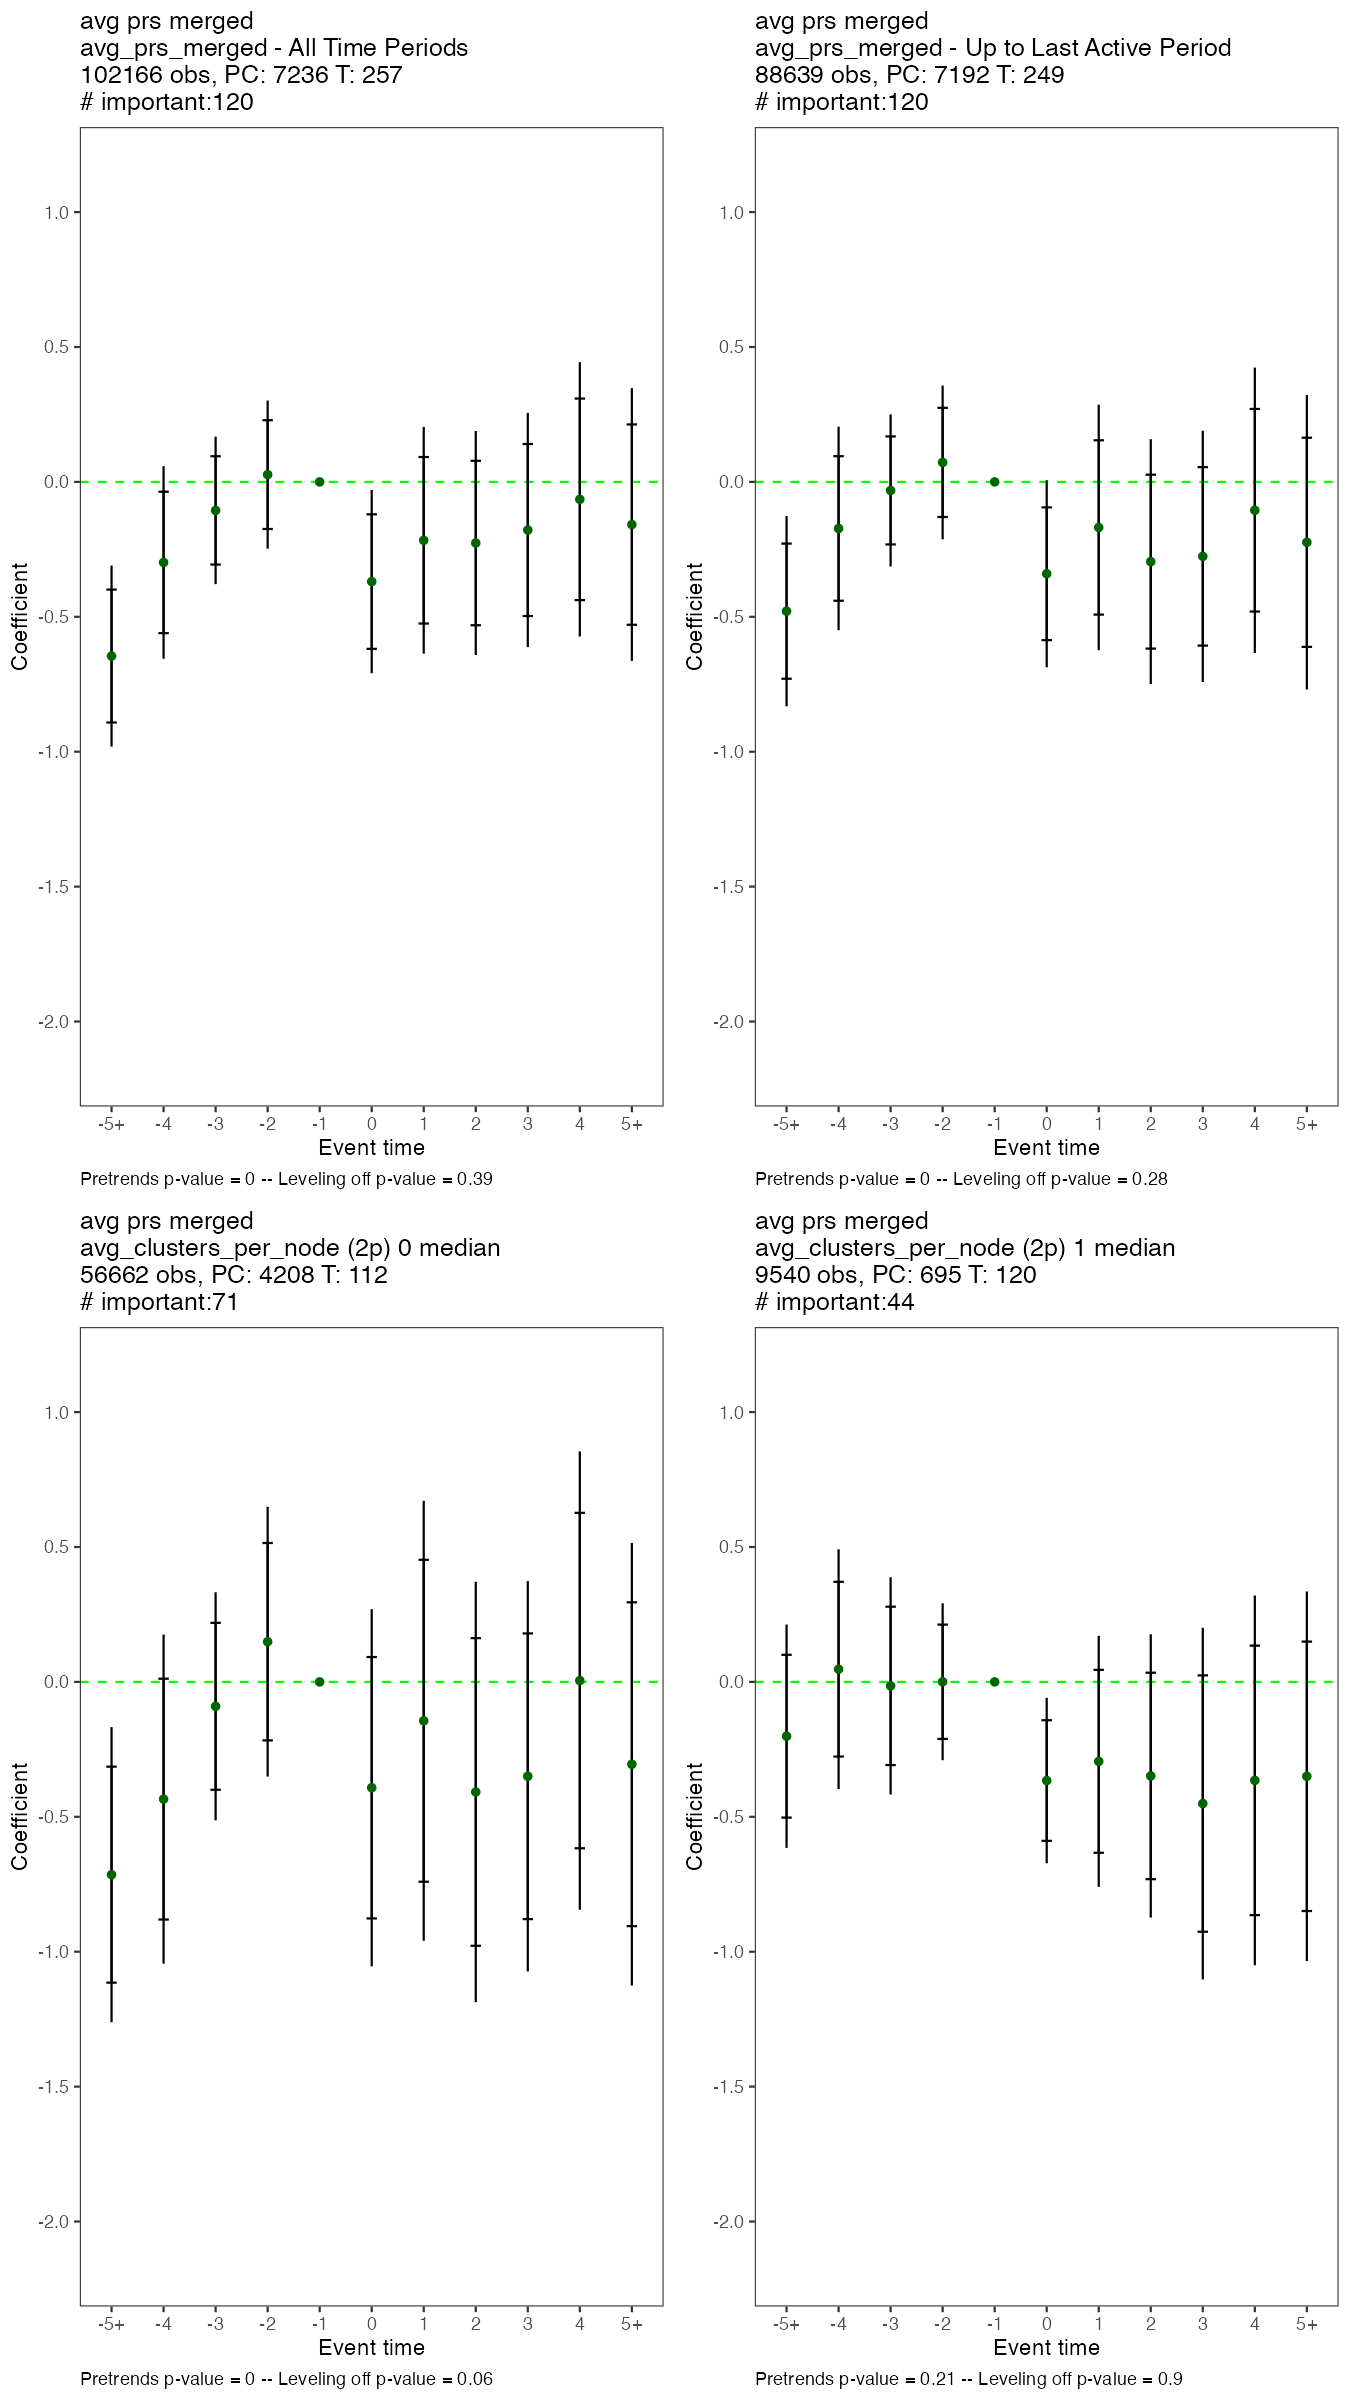 avg prs merged
avg_prs_merged - All Time Periods
102166 obs, PC: 7236 T: 257
# important:120
1.0
0.5
0.0
-0.5
-1.0
-1.5
-2.0
Coefficient
-5+ -4 -3 -2 -1 0 1 2 3 4 5+
Event time
Pretrends p-value = 0 -- Leveling off p-value = 0.39
avg prs merged
avg_prs_merged - Up to Last Active Period
88639 obs, PC: 7192 T: 249
# important:120
1.0
0.5
0.0
-0.5
-1.0
-1.5
-2.0
Coefficient
-5+ -4 -3 -2 -1 0 1 2 3 4 5+
Event time
Pretrends p-value = 0 -- Leveling off p-value = 0.28
avg prs merged
avg_clusters_per_node (2p) 0 median
56662 obs, PC: 4208 T: 112
# important:71
1.0
0.5
0.0
-0.5
-1.0
-1.5
-2.0
Coefficient
-5+ -4 -3 -2 -1 0 1 2 3 4 5+
Event time
Pretrends p-value = 0 -- Leveling off p-value = 0.06
avg prs merged
avg_clusters_per_node (2p) 1 median
9540 obs, PC: 695 T: 120
# important:44
1.0
0.5
0.0
-0.5
-1.0
-1.5
-2.0
Coefficient
-5+ -4 -3 -2 -1 0 1 2 3 4 5+
Event time
Pretrends p-value = 0.21 -- Leveling off p-value = 0.9